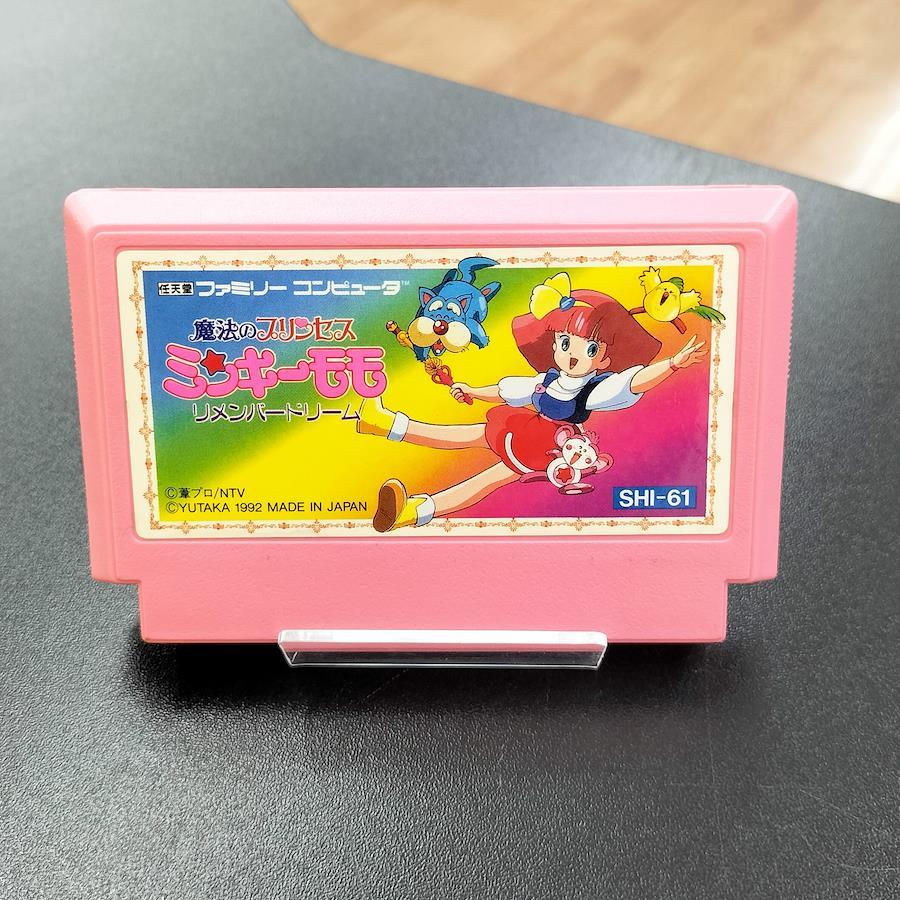 任天堂 ファミリー コンピュータ™
魔法のプリンセス
ミンキーモモ
リメンバードリーム
Ⓒ葦プロ/NTV
ⒸYUTAKA 1992 MADE IN JAPAN
SHI-61